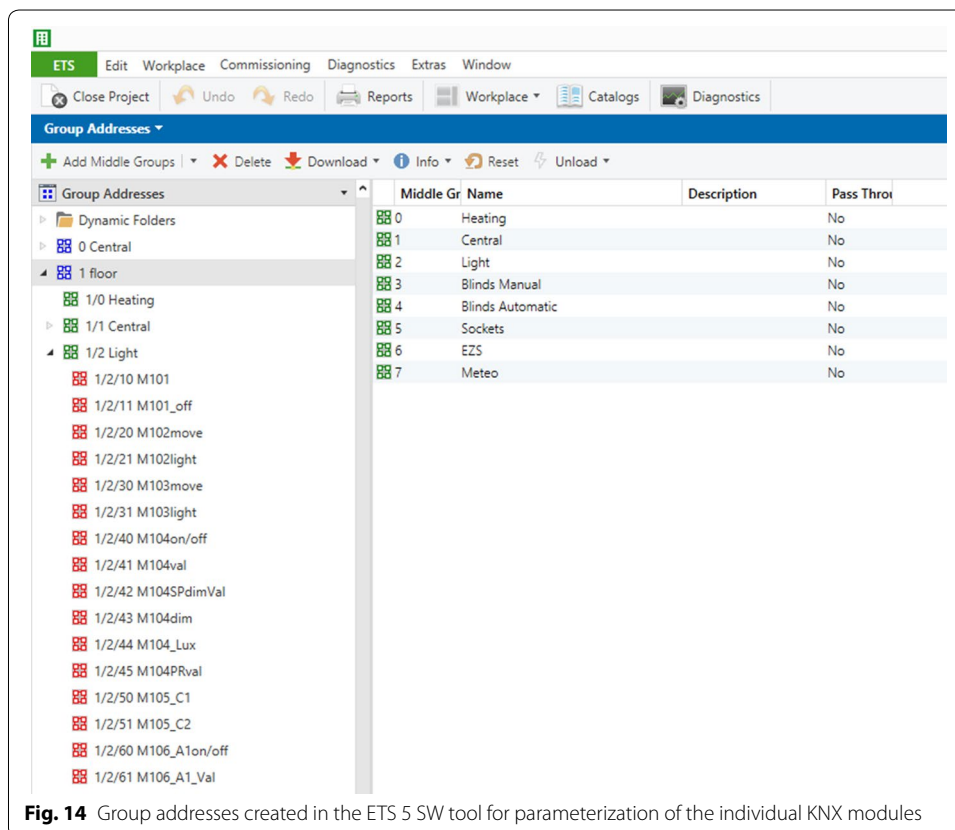 ETS Edit Workplace Commissioning Diagnostics Extras Window
Close Project Undo Redo Reports Workplace Catalogs Diagnostics
Group Addresses
Add Middle Groups Delete Download Info Reset Unload
Group Addresses
Dynamic Folders
0 Central
1 floor
1/0 Heating
1/1 Central
1/2 Light
1/2/10 M101
1/2/11 M101_off
1/2/20 M102move
1/2/21 M102light
1/2/30 M103move
1/2/31 M103light
1/2/40 M104on/off
1/2/41 M104val
1/2/42 M104SPdimVal
1/2/43 M104dim
1/2/44 M104_Lux
1/2/45 M104PRval
1/2/50 M105_C1
1/2/51 M105_C2
1/2/60 M106_A1on/off
1/2/61 M106_A1_Val
Middle Gr Name Description Pass Throu
0 Heating No
1 Central No
2 Light No
3 Blinds Manual No
4 Blinds Automatic No
5 Sockets No
6 EZS No
7 Meteo No
Fig. 14 Group addresses created in the ETS 5 SW tool for parameterization of the individual KNX modules